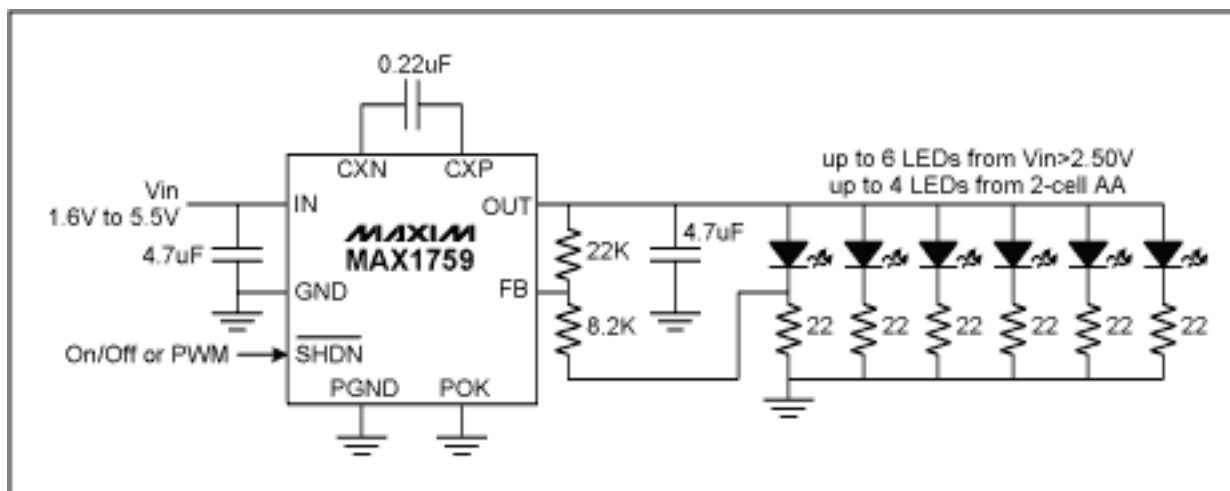 0.22uF
CXN CXP
up to 6 LEDs from Vin>2.50V
up to 4 LEDs from 2-cell AA
Vin
1.6V to 5.5V
IN
OUT
4.7uF
MAXIM
MAX1759
22K
4.7uF
GND
FB
8.2K
22 22 22 22 22 22
On/Off or PWM
SHDN
PGND POK